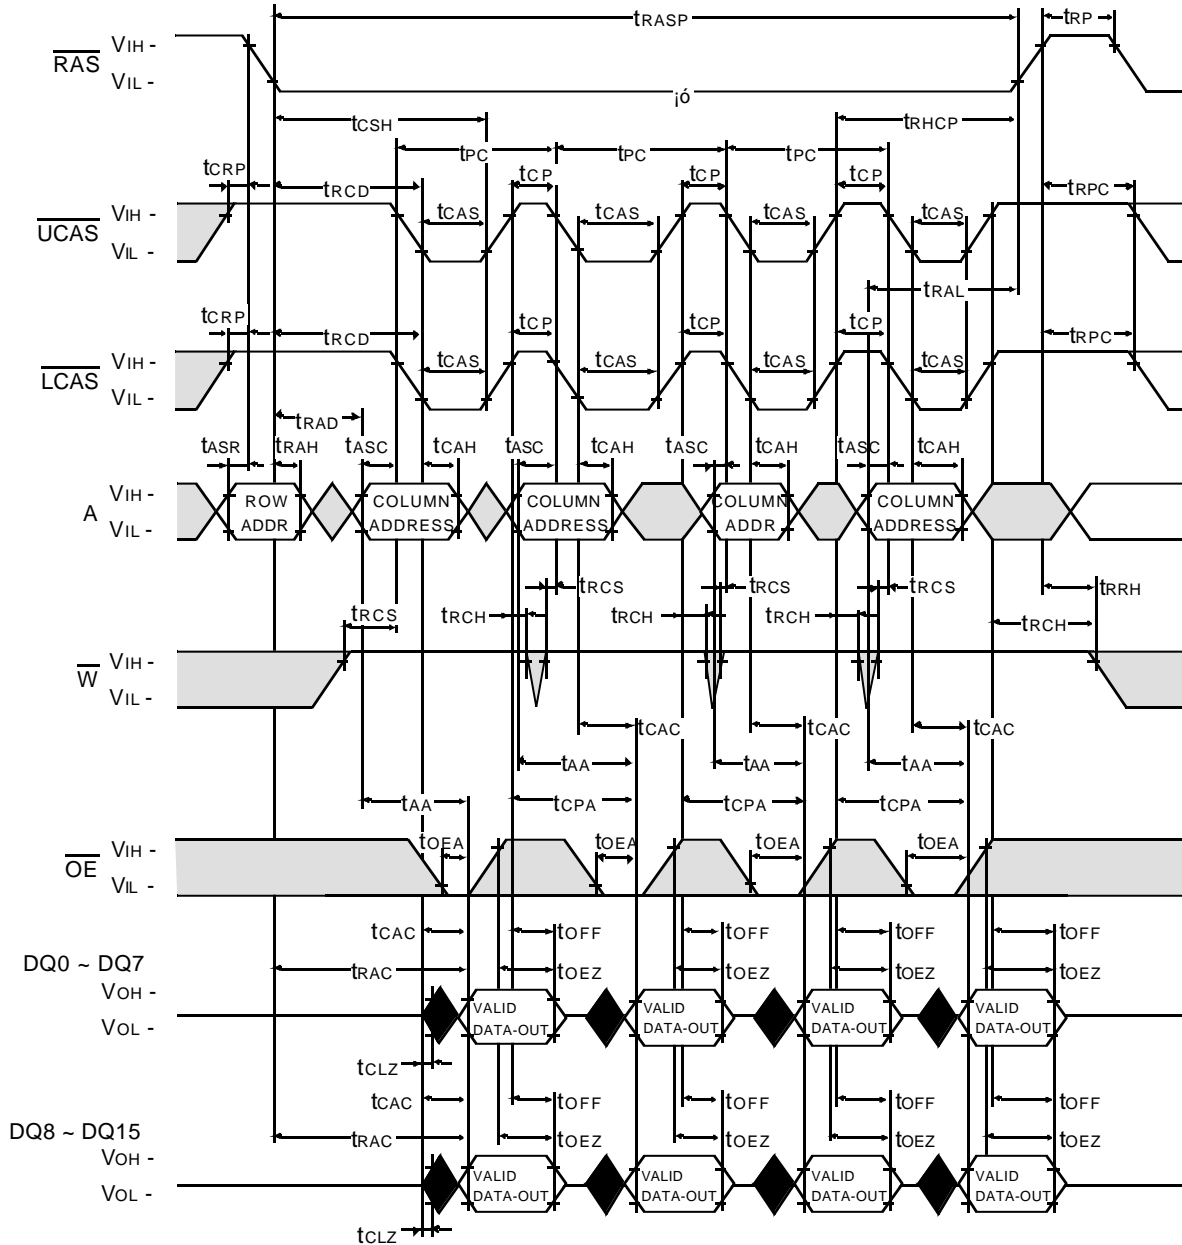 tRASP tRP
RAS VIH -
VIL -
¡ó
tCSH tRHCP
tPC tPC tPC
tCRP tRCD tCP tCP tCP tRPC
UCAS VIH - tCAS tCAS tCAS tCAS
VIL -
tRAL
tCRP tRCD tCP tCP tCP tRPC
LCAS VIH - tCAS tCAS tCAS tCAS
VIL -
tRAD
tASR tRAH tASC tCAH tASC tCAH tASC tCAH tASC tCAH
A VIH - ROW COLUMN COLUMN COLUMN COLUMN
VIL - ADDR ADDRESS ADDRESS ADDR ADDRESS
tRCS tRCS tRCS tRRH
tRCS tRCH tRCH tRCH tRCH
W VIH -
VIL -
tCAC tCAC tCAC
tAA tAA tAA
tAA tCPA tCPA tCPA
OE VIH - tOEA tOEA tOEA tOEA
VIL -
tCAC tOFF tOFF tOFF tOFF
DQ0 ~ DQ7 tRAC tOEZ tOEZ tOEZ tOEZ
VOH - VALID VALID VALID VALID
VOL - DATA-OUT DATA-OUT DATA-OUT DATA-OUT
tCLZ
tCAC tOFF tOFF tOFF tOFF
DQ8 ~ DQ15 tRAC tOEZ tOEZ tOEZ tOEZ
VOH - VALID VALID VALID VALID
VOL - DATA-OUT DATA-OUT DATA-OUT DATA-OUT
tCLZ